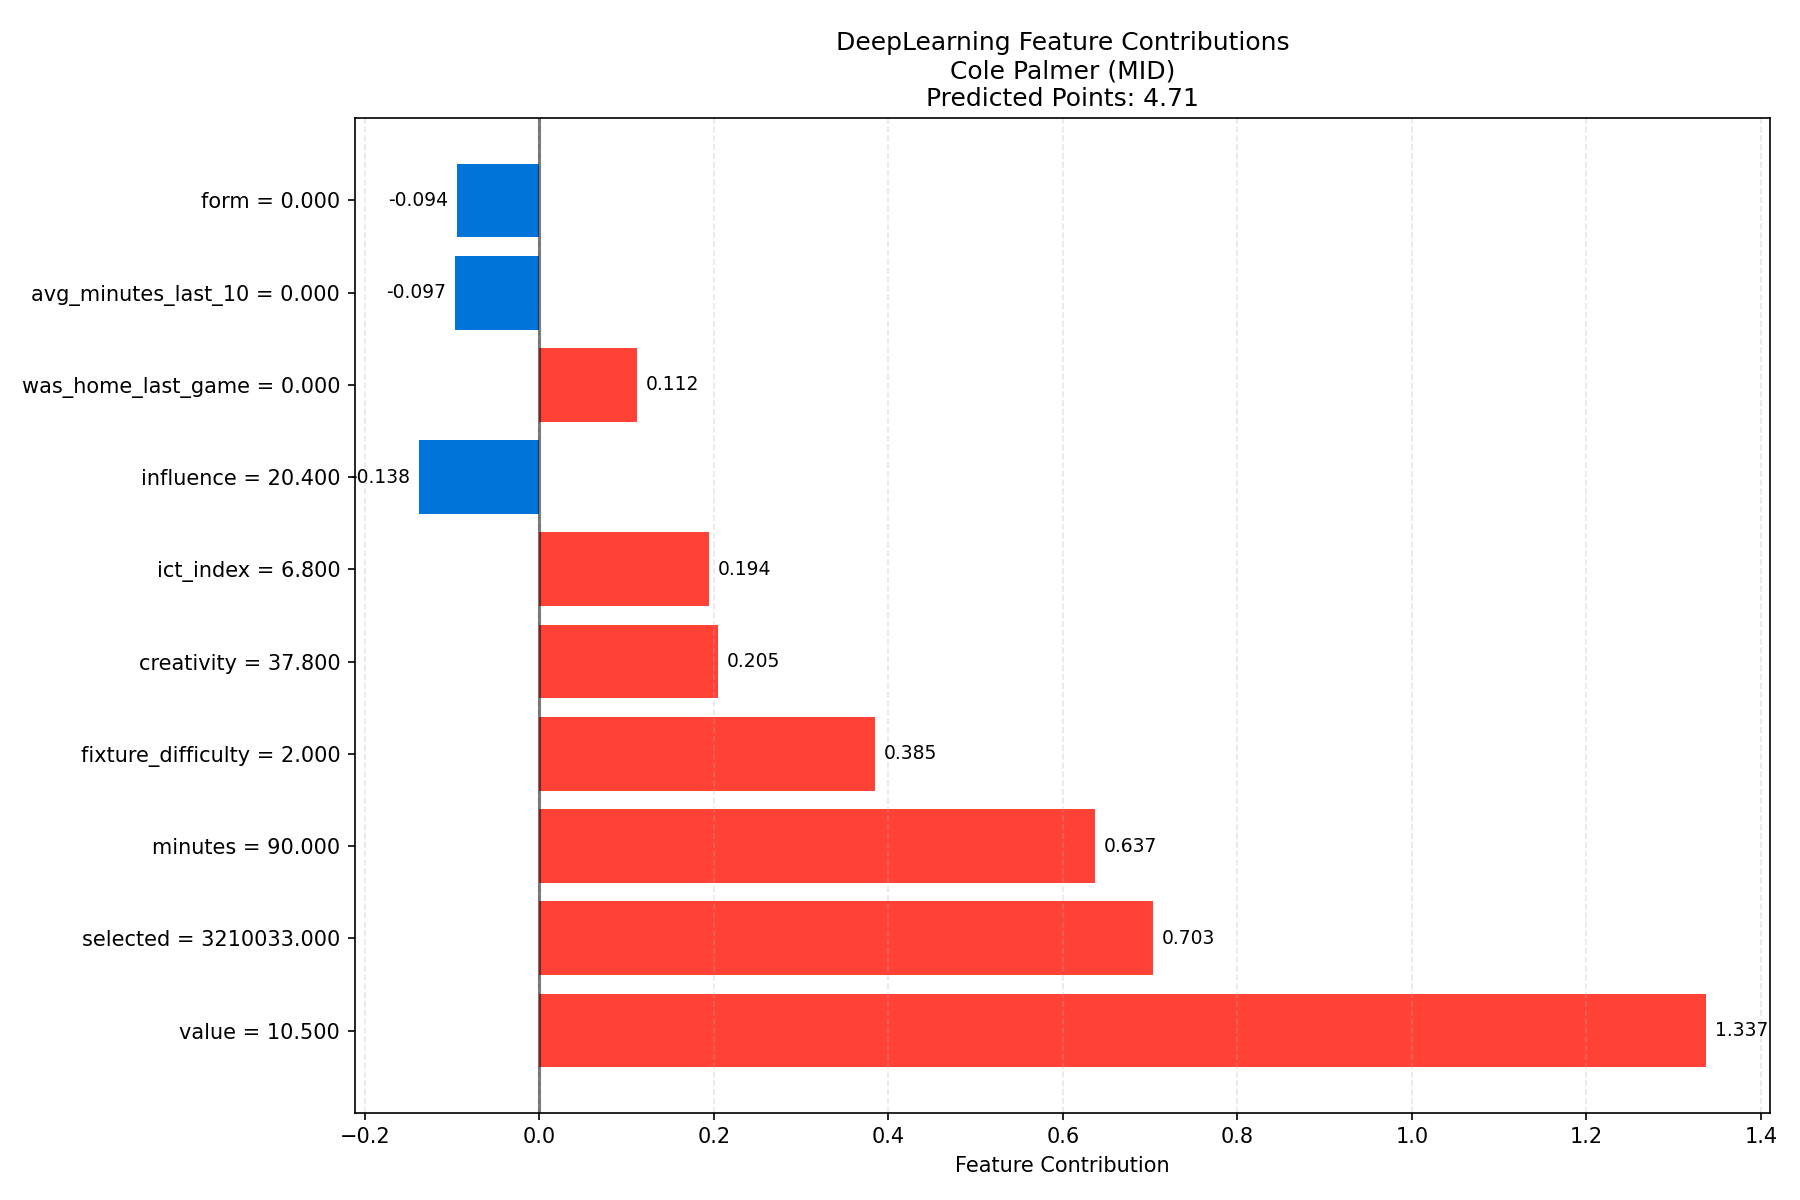 DeepLearning Feature Contributions
Cole Palmer (MID)
Predicted Points: 4.71
form = 0.000 -0.094
avg_minutes_last_10 = 0.000 -0.097
was_home_last_game = 0.000 0.112
influence = 20.400 -0.138
ict_index = 6.800 0.194
creativity = 37.800 0.205
fixture_difficulty = 2.000 0.385
minutes = 90.000 0.637
selected = 3210033.000 0.703
value = 10.500 1.337
−0.2 0.0 0.2 0.4 0.6 0.8 1.0 1.2 1.4
Feature Contribution